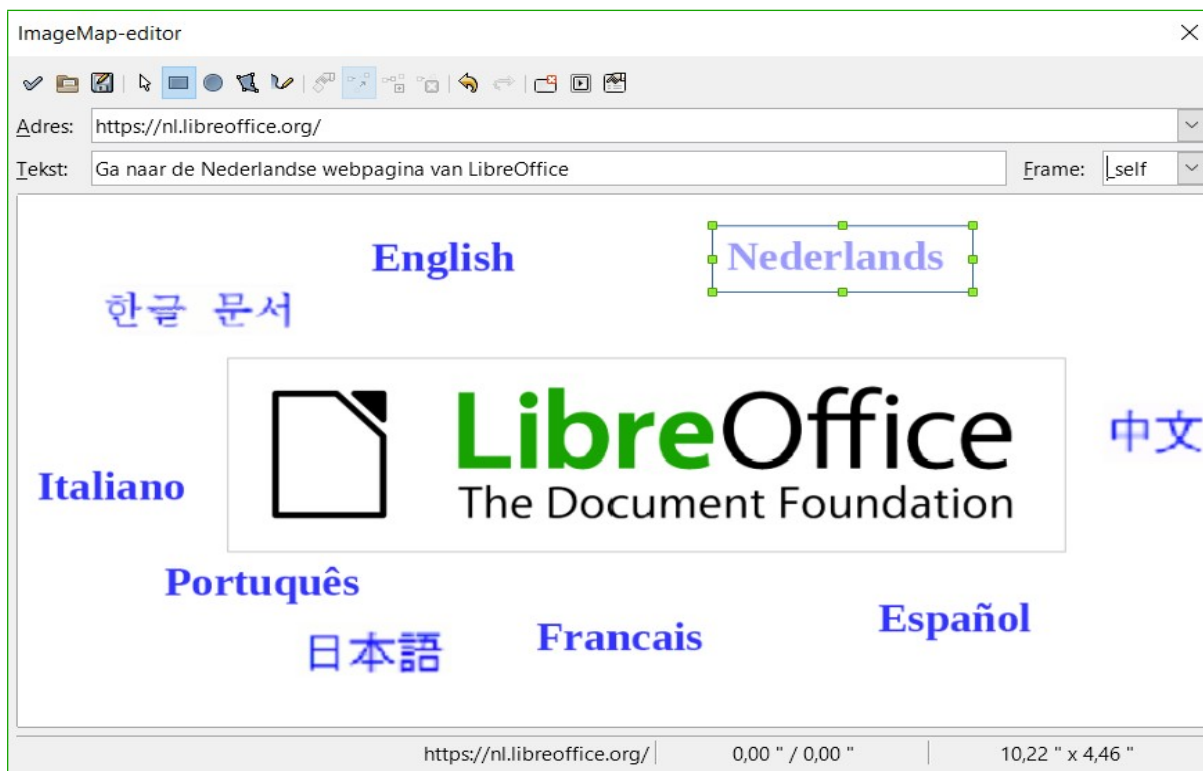 ImageMap-editor
Adres: https://nl.libreoffice.org/
Tekst: Ga naar de Nederlandse webpagina van LibreOffice Frame: _self
English Nederlands
한글 문서
LibreOffice
中文
Italiano
The Document Foundation
Portuquês
Español
日本語 Francais
https://nl.libreoffice.org/ 0,00 " / 0,00 " 10,22 " x 4,46 "